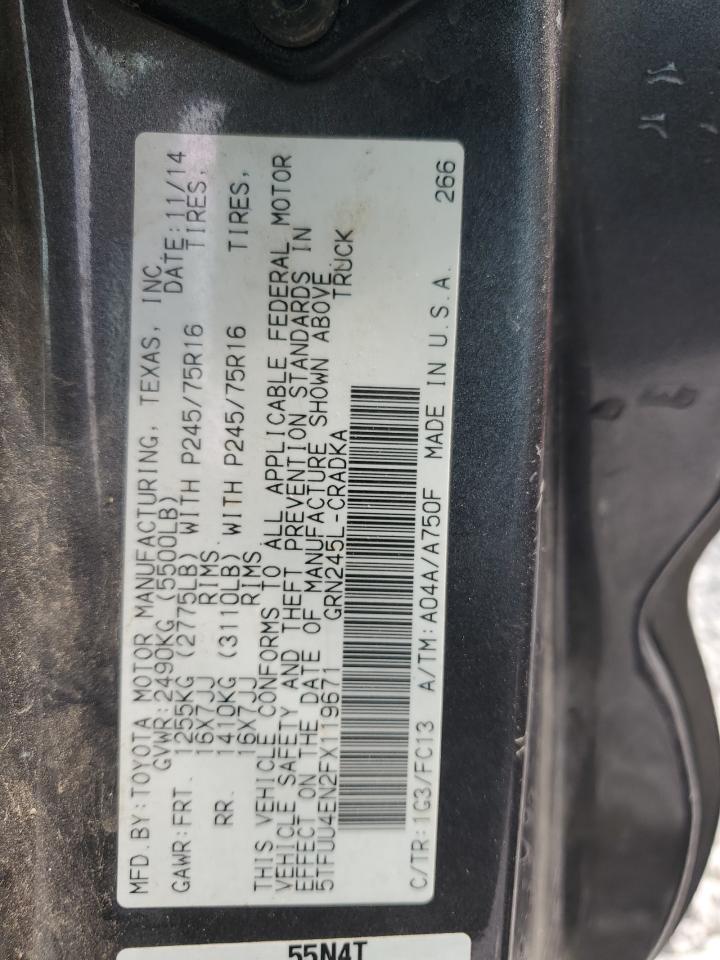 MFD.BY:TOYOTA MOTOR MANUFACTURING, TEXAS, INC.
GVWR:2490KG (5500LB) DATE:11/14
GAWR:FRT. 1255KG (2775LB) WITH P245/75R16 TIRES,
16X7JJ RIMS
RR. 1410KG (3110LB) WITH P245/75R16 TIRES,
16X7JJ RIMS
THIS VEHICLE CONFORMS TO ALL APPLICABLE FEDERAL MOTOR
VEHICLE SAFETY AND THEFT PREVENTION STANDARDS IN
EFFECT ON THE DATE OF MANUFACTURE SHOWN ABOVE.
5TFUU4EN2FX119671 GRN245L-CRADKA TRUCK
C/TR:1G3/FC13 A/TM:A04A/A750F MADE IN U.S.A. 266
55N4T